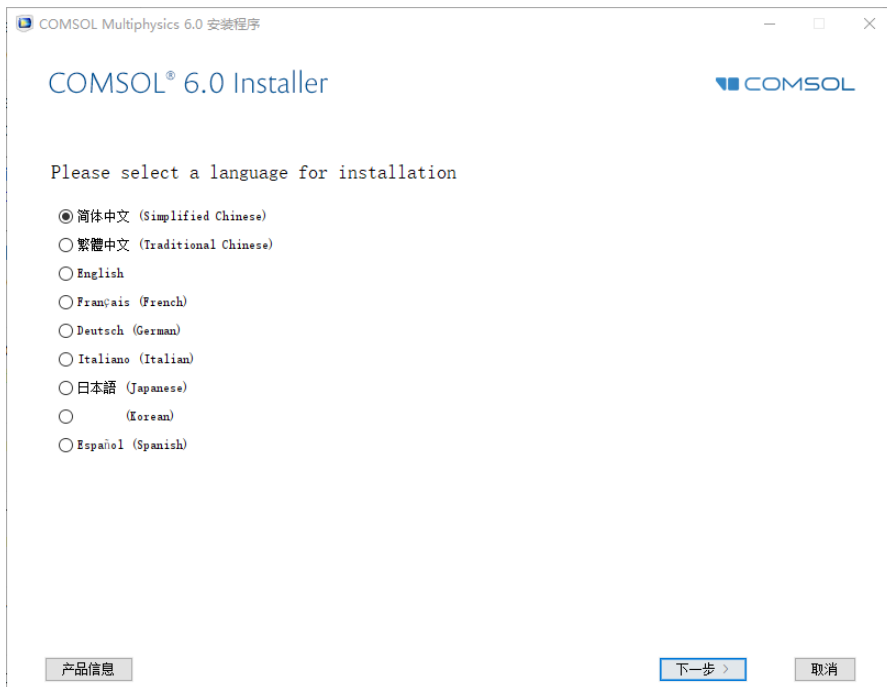 COMSOL Multiphysics 6.0 安装程序
COMSOL® 6.0 Installer
COMSOL
Please select a language for installation
简体中文 (Simplified Chinese)
繁體中文 (Traditional Chinese)
English
Français (French)
Deutsch (German)
Italiano (Italian)
日本語 (Japanese)
(Korean)
Español (Spanish)
产品信息
下一步 >
取消